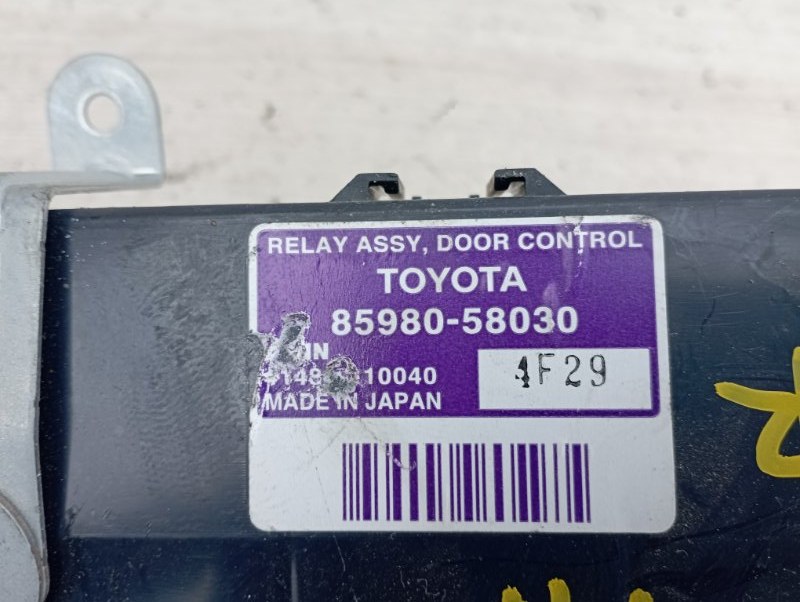 RELAY ASSY, DOOR CONTROL
TOYOTA
85980-58030
4F29
MADE IN JAPAN